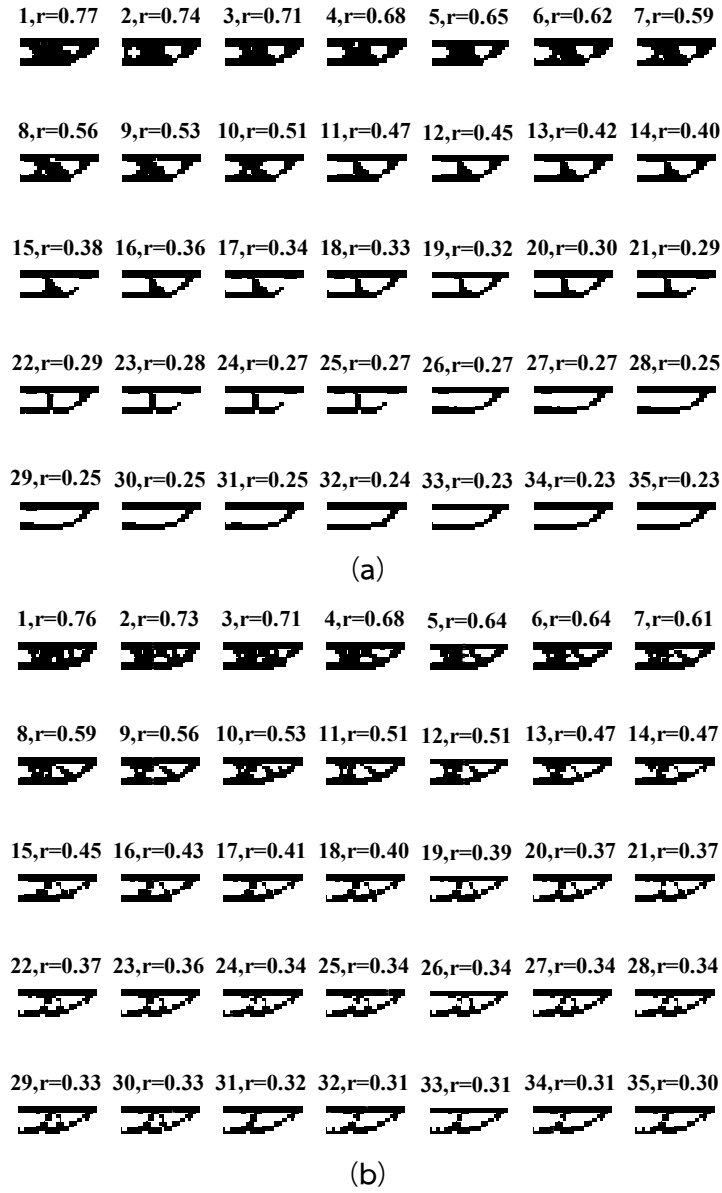 1,r=0.77 2,r=0.74 3,r=0.71 4,r=0.68 5,r=0.65 6,r=0.62 7,r=0.59
8,r=0.56 9,r=0.53 10,r=0.51 11,r=0.47 12,r=0.45 13,r=0.42 14,r=0.40
15,r=0.38 16,r=0.36 17,r=0.34 18,r=0.33 19,r=0.32 20,r=0.30 21,r=0.29
22,r=0.29 23,r=0.28 24,r=0.27 25,r=0.27 26,r=0.27 27,r=0.27 28,r=0.25
29,r=0.25 30,r=0.25 31,r=0.25 32,r=0.24 33,r=0.23 34,r=0.23 35,r=0.23
(a)
1,r=0.76 2,r=0.73 3,r=0.71 4,r=0.68 5,r=0.64 6,r=0.64 7,r=0.61
8,r=0.59 9,r=0.56 10,r=0.53 11,r=0.51 12,r=0.51 13,r=0.47 14,r=0.47
15,r=0.45 16,r=0.43 17,r=0.41 18,r=0.40 19,r=0.39 20,r=0.37 21,r=0.37
22,r=0.37 23,r=0.36 24,r=0.34 25,r=0.34 26,r=0.34 27,r=0.34 28,r=0.34
29,r=0.33 30,r=0.33 31,r=0.32 32,r=0.31 33,r=0.31 34,r=0.31 35,r=0.30
(b)